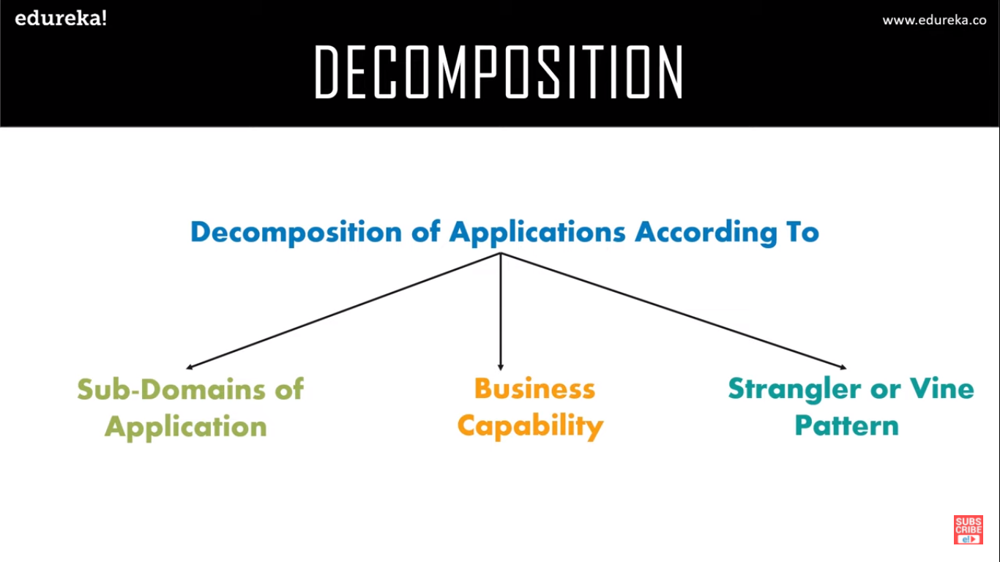 edureka!
www.edureka.co
DECOMPOSITION
Decomposition of Applications According To
Sub-Domains of
Application
Business
Capability
Strangler or Vine
Pattern
SUBS
CRIBE
e!